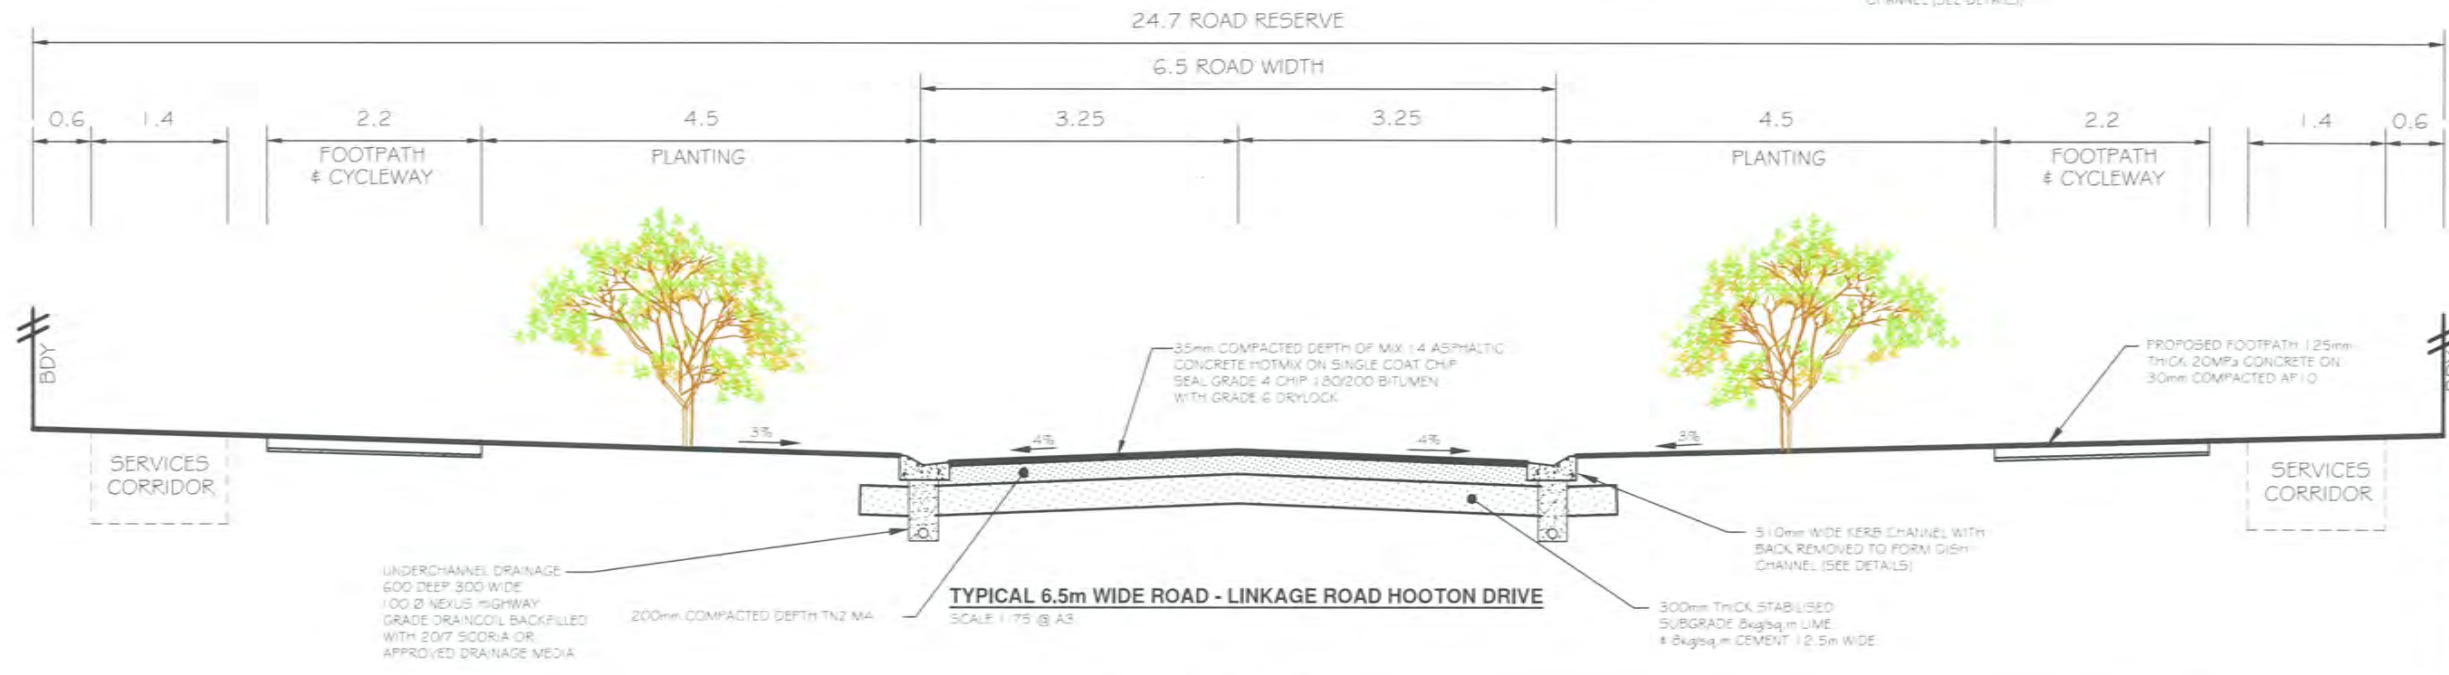 CHANNEL (SEE DETAILS)
24.7 ROAD RESERVE
6.5 ROAD WIDTH
0.6
1.4
2.2
4.5
3.25
3.25
4.5
2.2
1.4
0.6
FOOTPATH
& CYCLEWAY
PLANTING
PLANTING
FOOTPATH
& CYCLEWAY
BDY
35mm COMPACTED DEPTH OF MIX 14 ASPHALTIC
CONCRETE HOTMIX ON SINGLE COAT CHIP
SEAL GRADE 4 CHIP 180/200 BITUMEN
WITH GRADE 6 DRYLOCK
PROPOSED FOOTPATH 125mm
THICK 20MPa CONCRETE ON
30mm COMPACTED AP10
3%
4%
4%
3%
SERVICES
CORRIDOR
SERVICES
CORRIDOR
UNDERCHANNEL DRAINAGE
600 DEEP 300 WIDE
100 Ø NEXUS HIGHWAY
GRADE DRAINCOIL BACKFILLED
WITH 20/7 SCORIA OR
APPROVED DRAINAGE MEDIA
200mm COMPACTED DEPTH TNZ M4
TYPICAL 6.5m WIDE ROAD - LINKAGE ROAD HOOTON DRIVE
SCALE 1:75 @ A3
510mm WIDE KERB CHANNEL WITH
BACK REMOVED TO FORM DISH
CHANNEL (SEE DETAILS)
300mm THICK STABILISED
SUBGRADE 8kg/sq.m LIME
& 8kg/sq.m CEMENT 12.5m WIDE